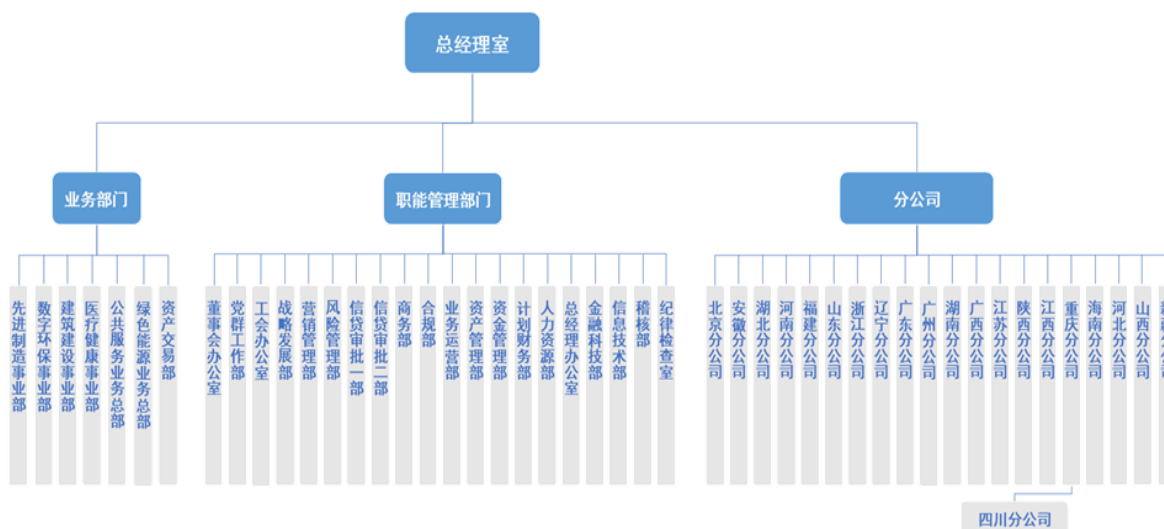 总经理室
业务部门
职能管理部门
分公司
先进制造事业部
数字环保事业部
建筑建设事业部
医疗健康事业部
公共服务业务总部
绿色能源业务总部
资产交易部
董事会办公室
党群工作部
工会办公室
战略发展部
营销管理部
风险管理部
信贷审批一部
信贷审批二部
商务部
合规部
业务运营部
资产管理部
资金管理部
计划财务部
人力资源部
总经理办公室
金融科技部
信息技术部
稽核部
纪律检查室
北京分公司
安徽分公司
湖北分公司
河南分公司
福建分公司
山东分公司
浙江分公司
辽宁分公司
广东分公司
广州分公司
湖南分公司
广西分公司
江苏分公司
陕西分公司
江西分公司
重庆分公司
海南分公司
河北分公司
山西分公司
四川分公司